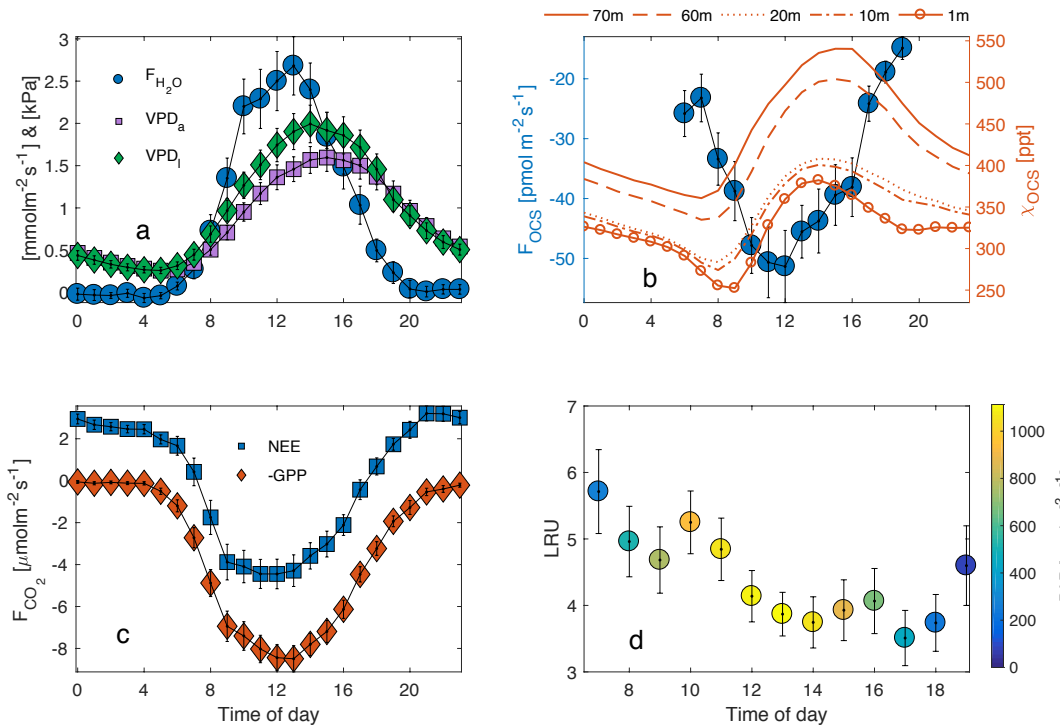 70m 60m 20m 10m 1m
3
2.5
2
1.5
1
0.5
0
[mmolm-2s-1] & [kPa]
F_H2O
VPD_a
VPD_l
a
0 4 8 12 16 20
-20
-30
-40
-50
F_OCS [pmol m-2s-1]
b
550
500
450
400
350
300
250
χ_OCS [ppt]
0 4 8 12 16 20
2
0
-2
-4
-6
-8
F_CO2 [μmolm-2s-1]
NEE
-GPP
c
0 4 8 12 16 20
Time of day
7
6
5
4
3
LRU
d
8 10 12 14 16 18
Time of day
1000
800
600
400
200
0